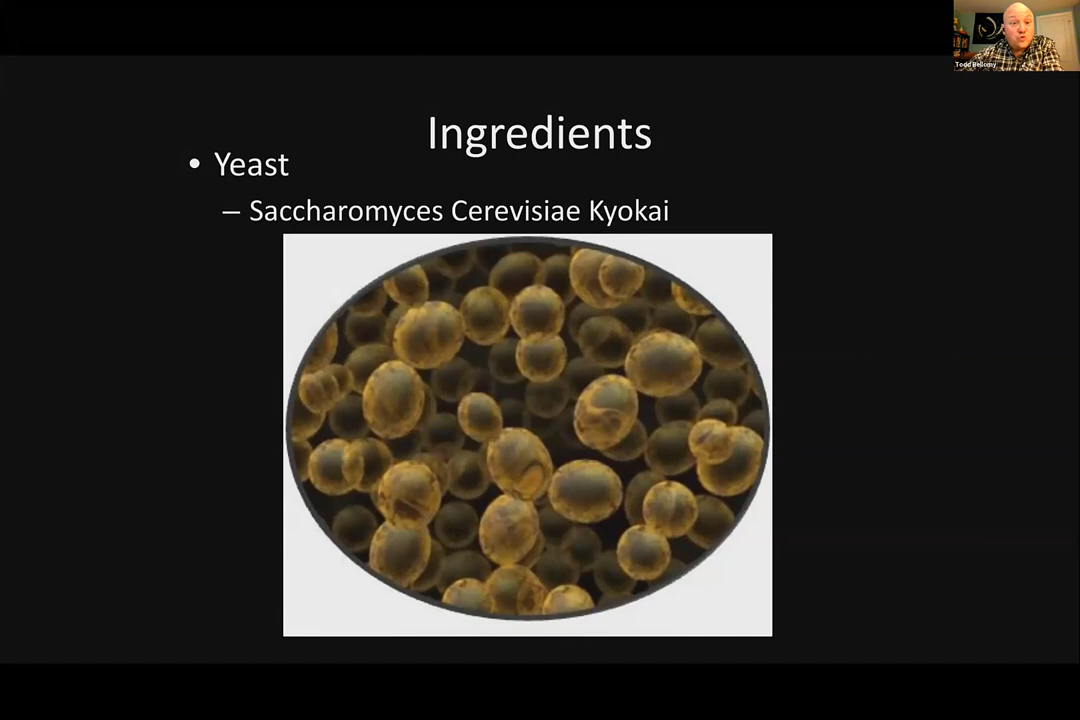 Todd Bellomy
Ingredients
• Yeast
– Saccharomyces Cerevisiae Kyokai